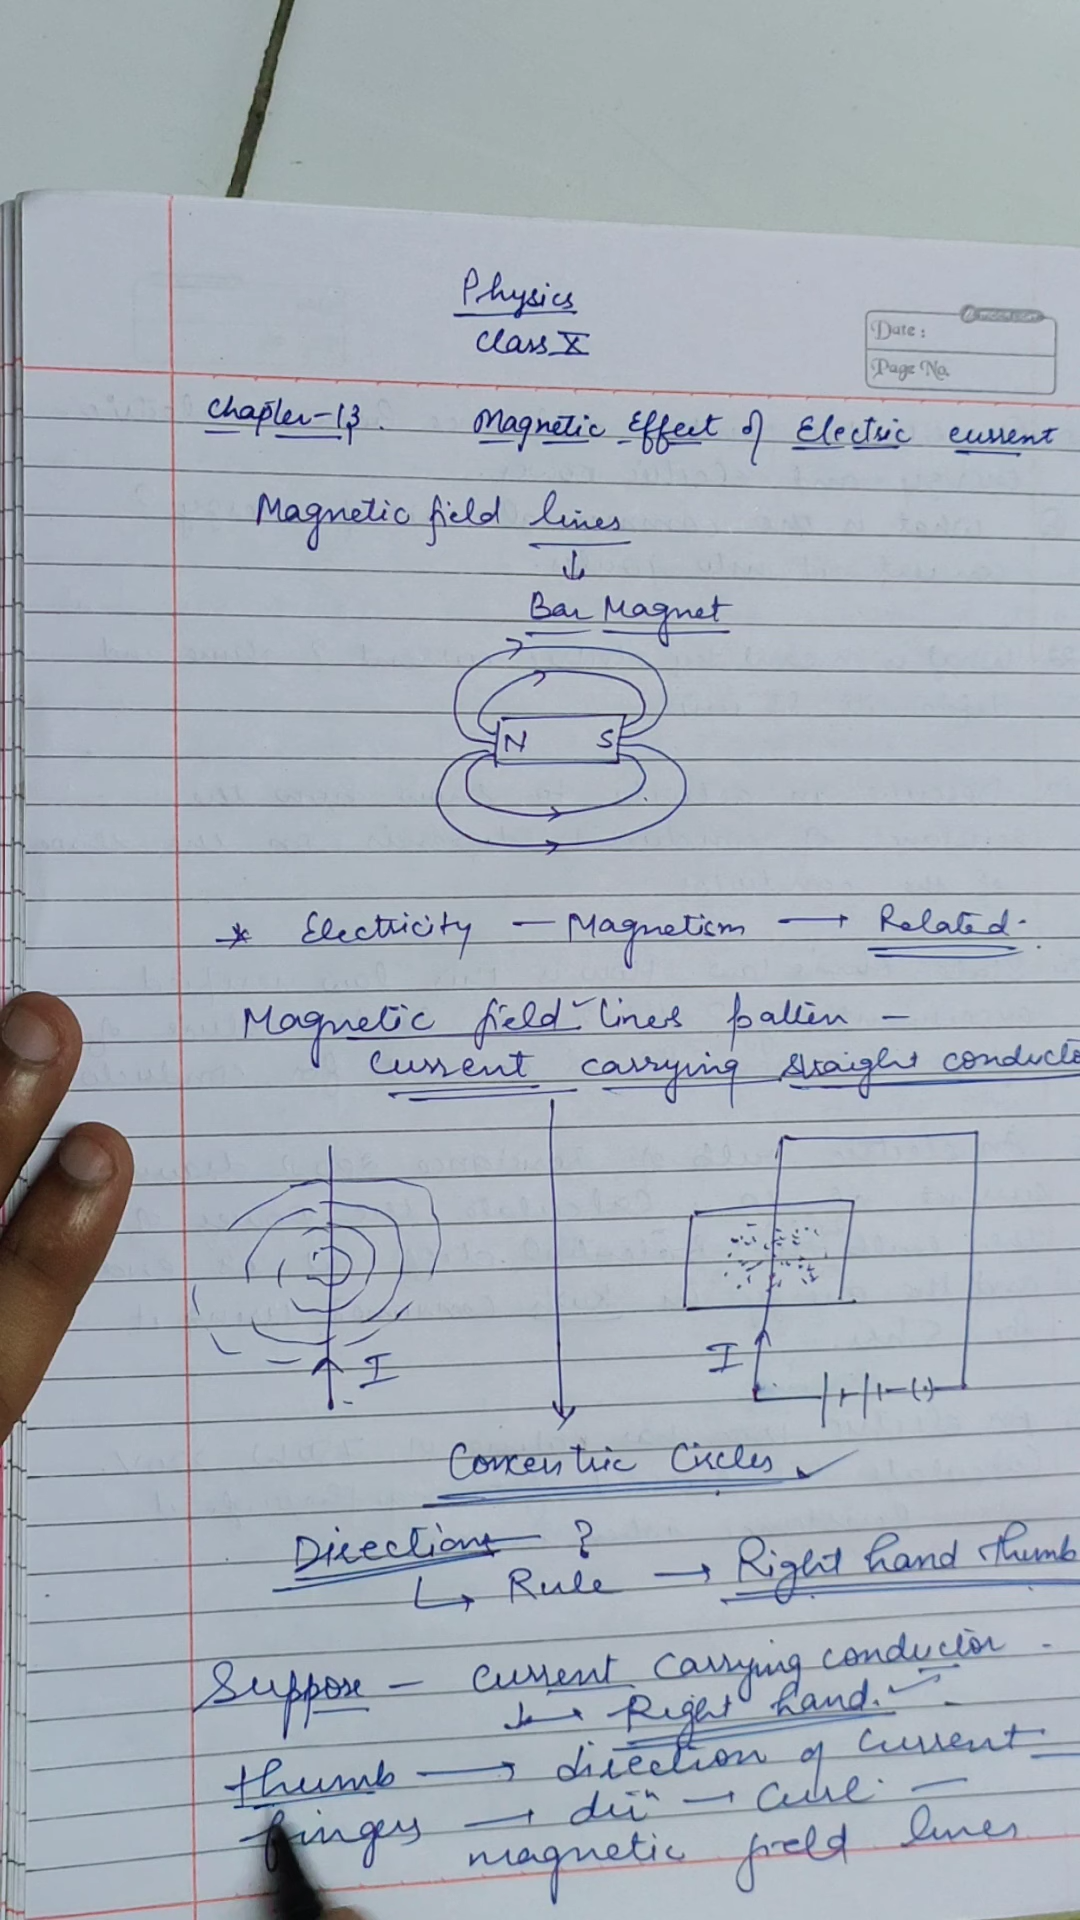 Physics
Class X
Date :
Page No.
Chapter-13. Magnetic Effect of Electric current
Magnetic field lines
↓
Bar Magnet
N S
* Electricity — Magnetism → Related.
Magnetic field lines patten –
Current carrying straight conducto
I
I
Concentric Circles ✓
Direction — ?
↳ Rule → Right hand thumb
Suppose – Current Carrying conductor .
→ Right hand. ✓
thumb → direction of Current
fingers → dirⁿ → Curl —
magnetic field lines